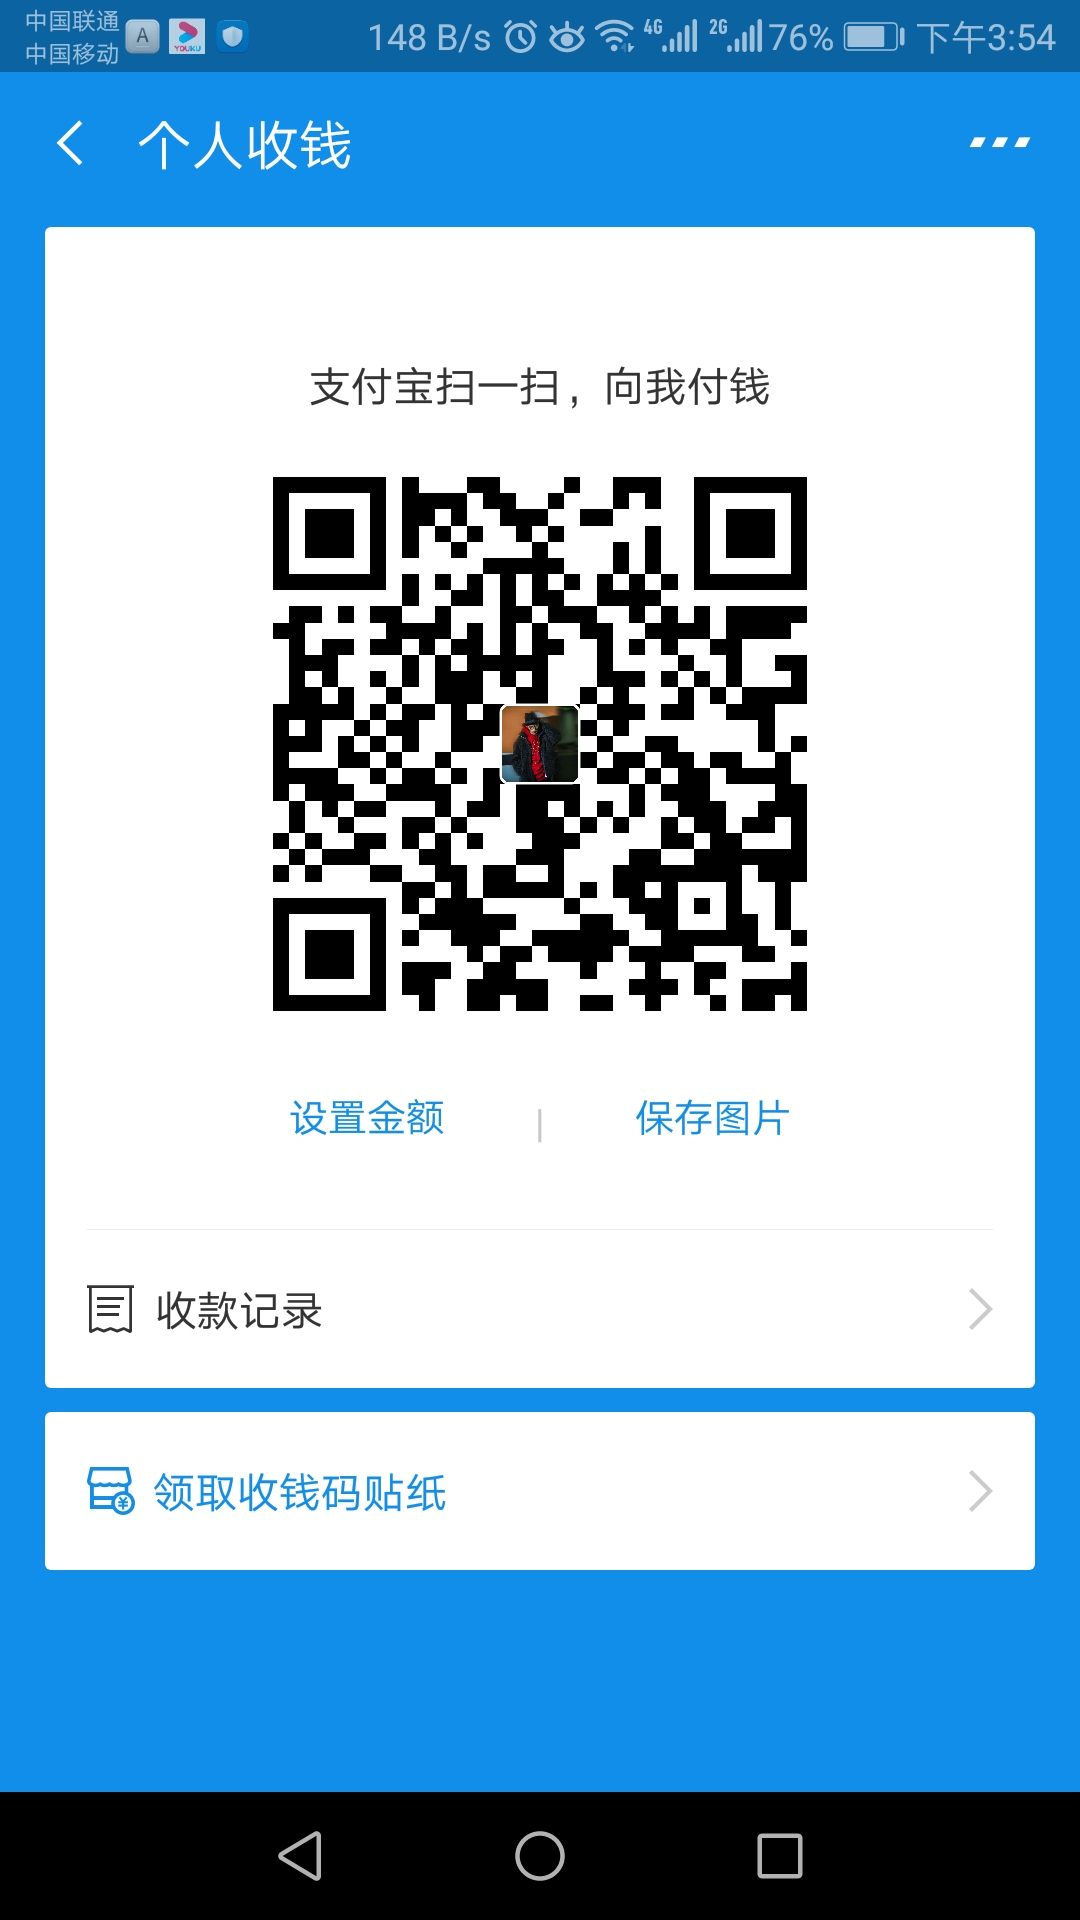 中国联通
中国移动
A
YOUKU
148 B/s
4G
2G
76%
下午3:54
个人收钱
支付宝扫一扫，向我付钱
设置金额 | 保存图片
收款记录
领取收钱码贴纸